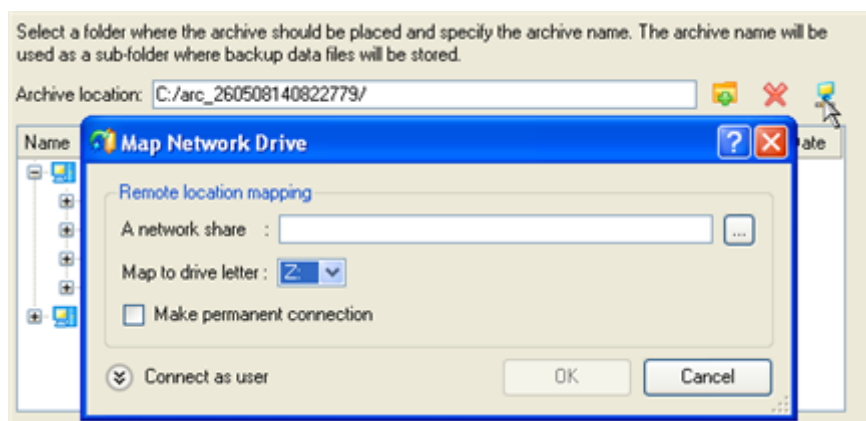 Select a folder where the archive should be placed and specify the archive name. The archive name will be
used as a sub-folder where backup data files will be stored.
Archive location: C:/arc_260508140822779/
Name
Map Network Drive
Remote location mapping
A network share :
...
Map to drive letter : Z:
Make permanent connection
Connect as user
OK
Cancel